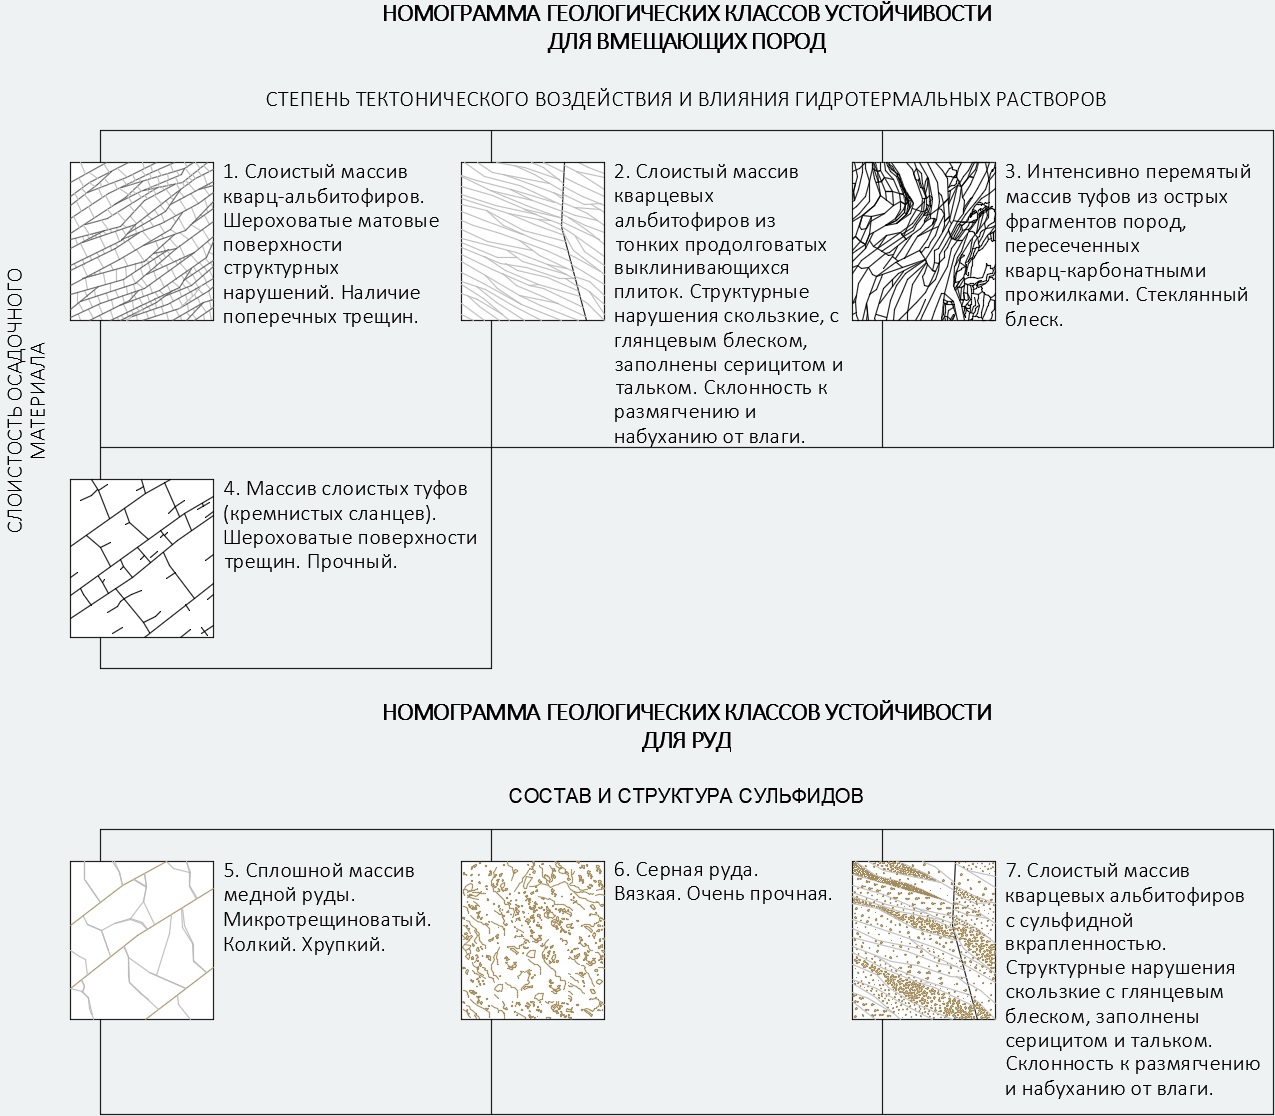 НОМОГРАММА ГЕОЛОГИЧЕСКИХ КЛАССОВ УСТОЙЧИВОСТИ
ДЛЯ ВМЕЩАЮЩИХ ПОРОД
СТЕПЕНЬ ТЕКТОНИЧЕСКОГО ВОЗДЕЙСТВИЯ И ВЛИЯНИЯ ГИДРОТЕРМАЛЬНЫХ РАСТВОРОВ
СЛОИСТОСТЬ ОСАДОЧНОГО
МАТЕРИАЛА
1. Слоистый массив
кварц-альбитофиров.
Шероховатые матовые
поверхности
структурных
нарушений. Наличие
поперечных трещин.
2. Слоистый массив
кварцевых
альбитофиров из
тонких продолговатых
выклинивающихся
плиток. Структурные
нарушения скользкие, с
глянцевым блеском,
заполнены серицитом и
тальком. Склонность к
размягчению и
набуханию от влаги.
3. Интенсивно перемятый
массив туфов из острых
фрагментов пород,
пересеченных
кварц-карбонатными
прожилками. Стеклянный
блеск.
4. Массив слоистых туфов
(кремнистых сланцев).
Шероховатые поверхности
трещин. Прочный.
НОМОГРАММА ГЕОЛОГИЧЕСКИХ КЛАССОВ УСТОЙЧИВОСТИ
ДЛЯ РУД
СОСТАВ И СТРУКТУРА СУЛЬФИДОВ
5. Сплошной массив
медной руды.
Микротрещиноватый.
Колкий. Хрупкий.
6. Серная руда.
Вязкая. Очень прочная.
7. Слоистый массив
кварцевых альбитофиров
с сульфидной
вкрапленностью.
Структурные нарушения
скользкие с глянцевым
блеском, заполнены
серицитом и тальком.
Склонность к размягчению
и набуханию от влаги.